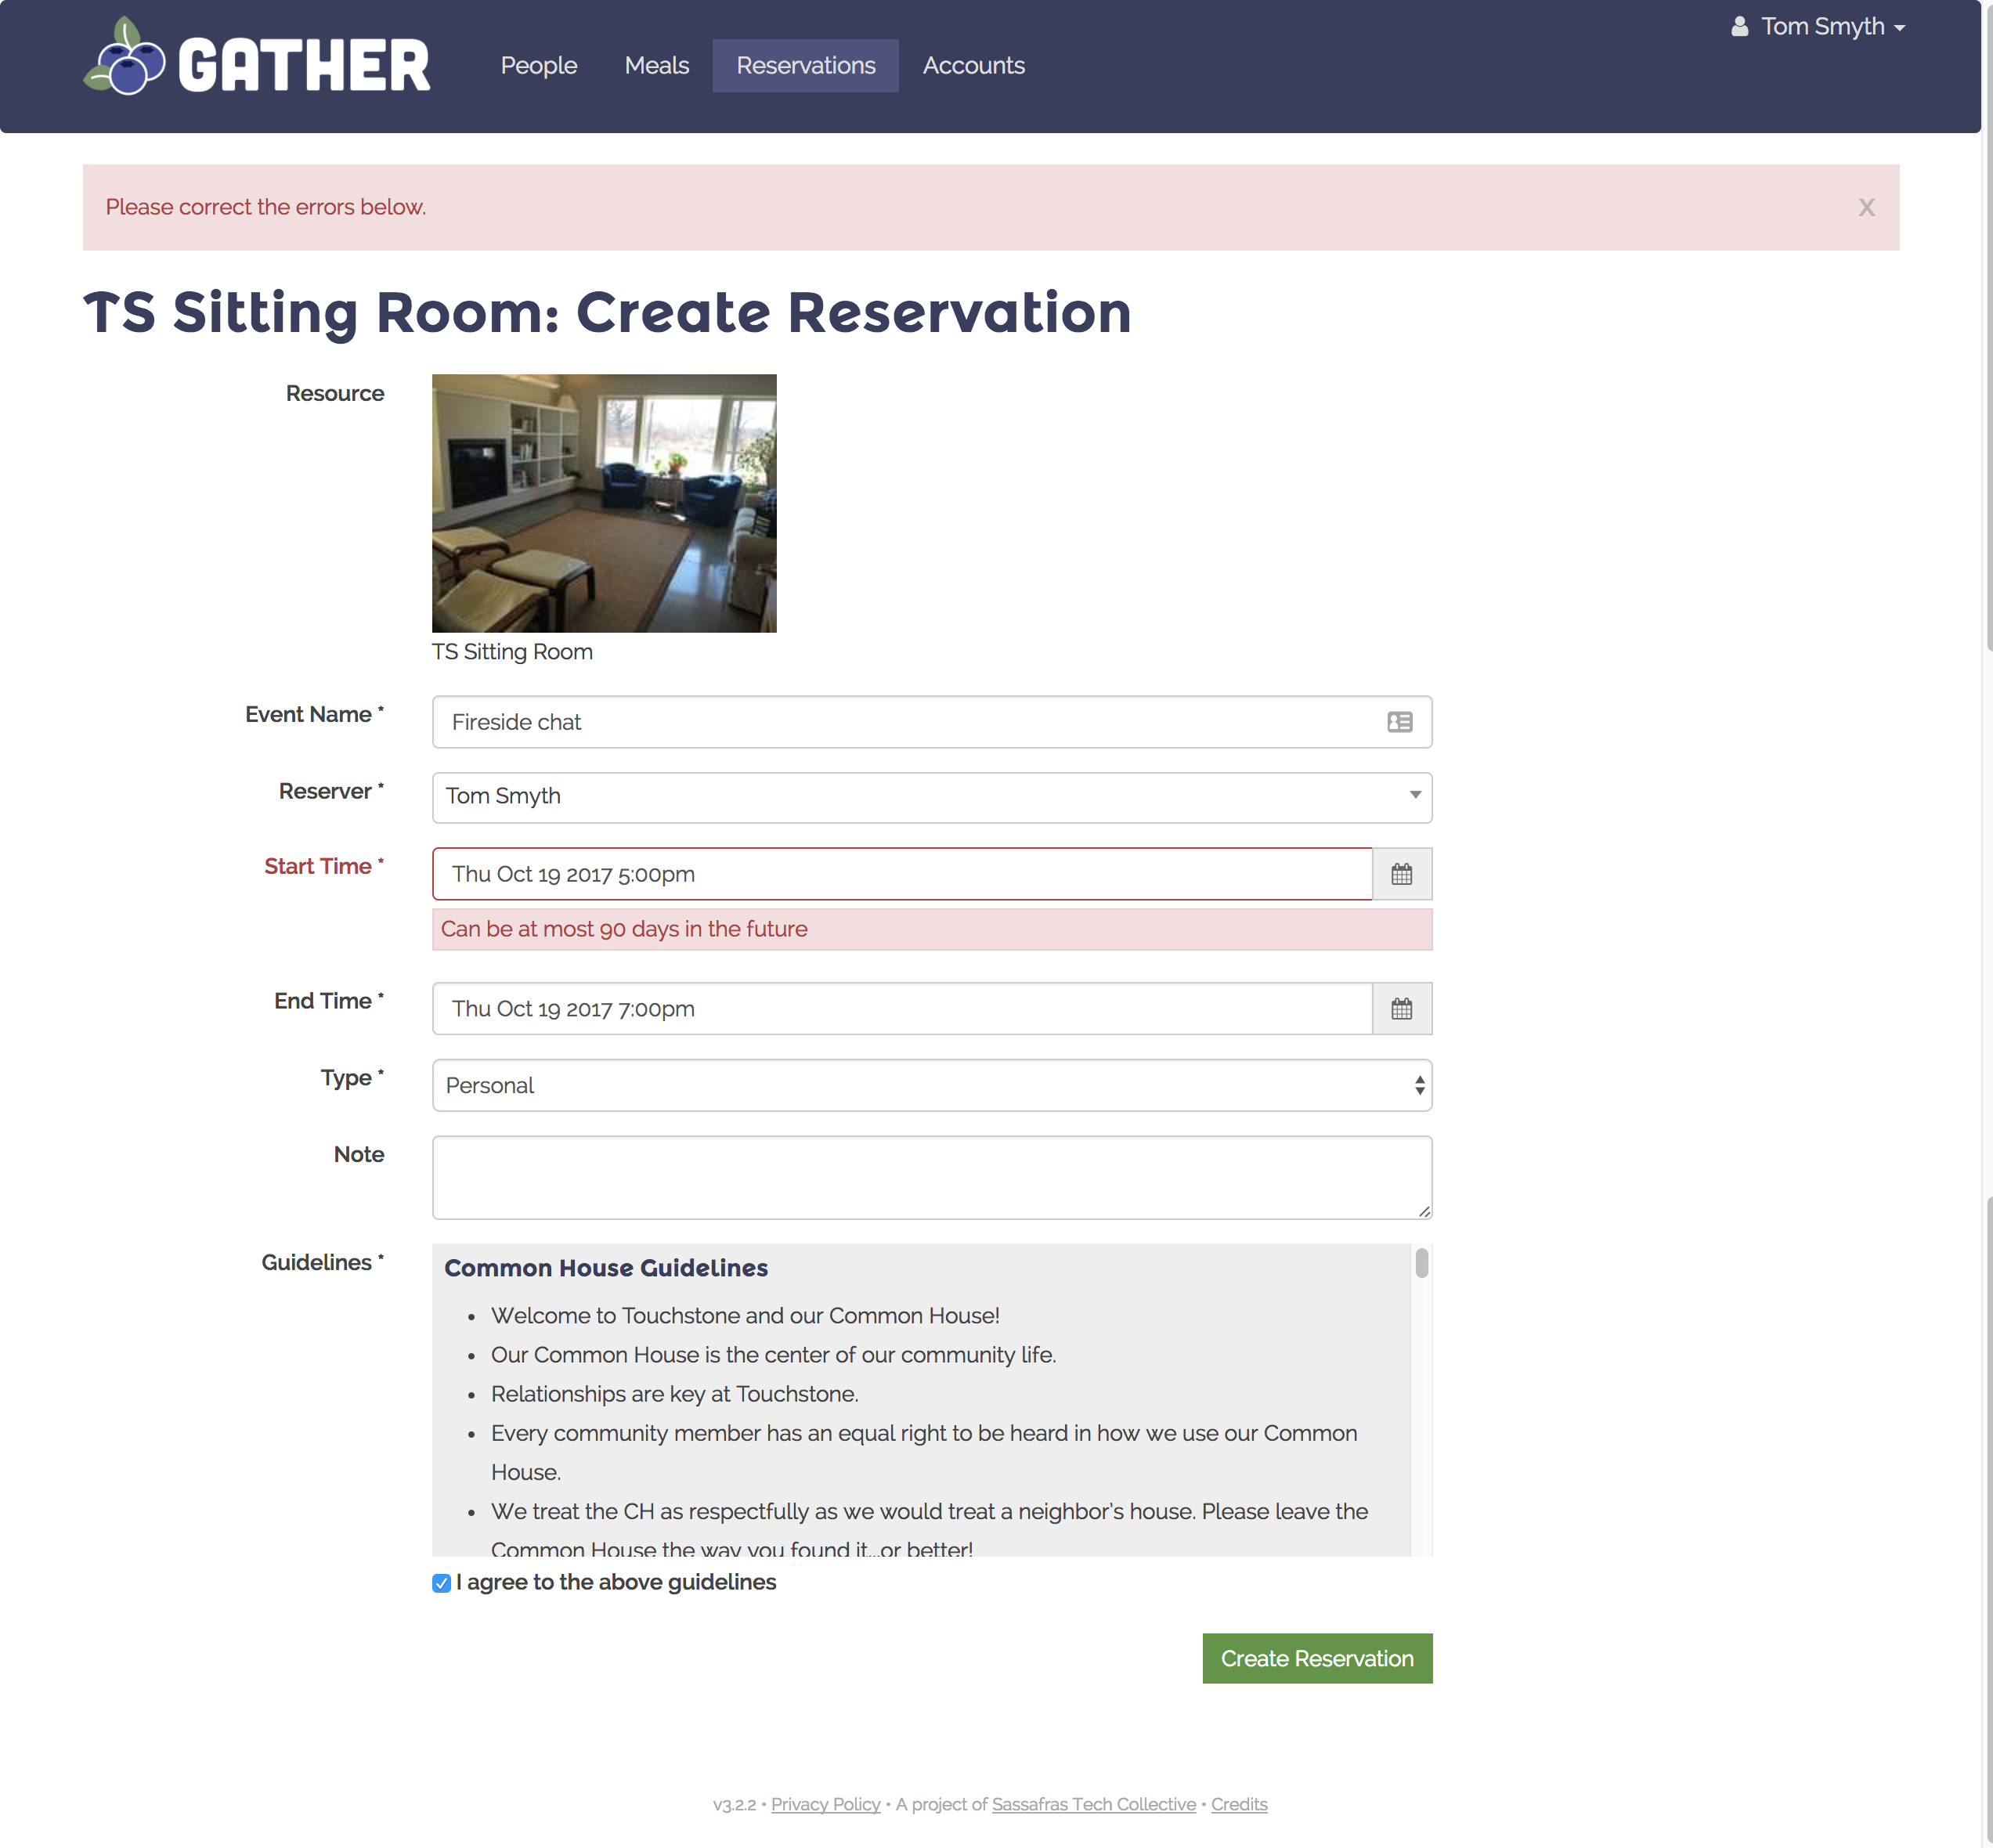 GATHER
People
Meals
Reservations
Accounts
Tom Smyth
Please correct the errors below.
X
TS Sitting Room: Create Reservation
Resource
TS Sitting Room
Event Name *
Fireside chat
Reserver *
Tom Smyth
Start Time *
Thu Oct 19 2017 5:00pm
Can be at most 90 days in the future
End Time *
Thu Oct 19 2017 7:00pm
Type *
Personal
Note
Guidelines *
Common House Guidelines
• Welcome to Touchstone and our Common House!
• Our Common House is the center of our community life.
• Relationships are key at Touchstone.
• Every community member has an equal right to be heard in how we use our Common
House.
• We treat the CH as respectfully as we would treat a neighbor's house. Please leave the
Common House the way you found it...or better!
I agree to the above guidelines
Create Reservation
v3.2.2 • Privacy Policy • A project of Sassafras Tech Collective • Credits